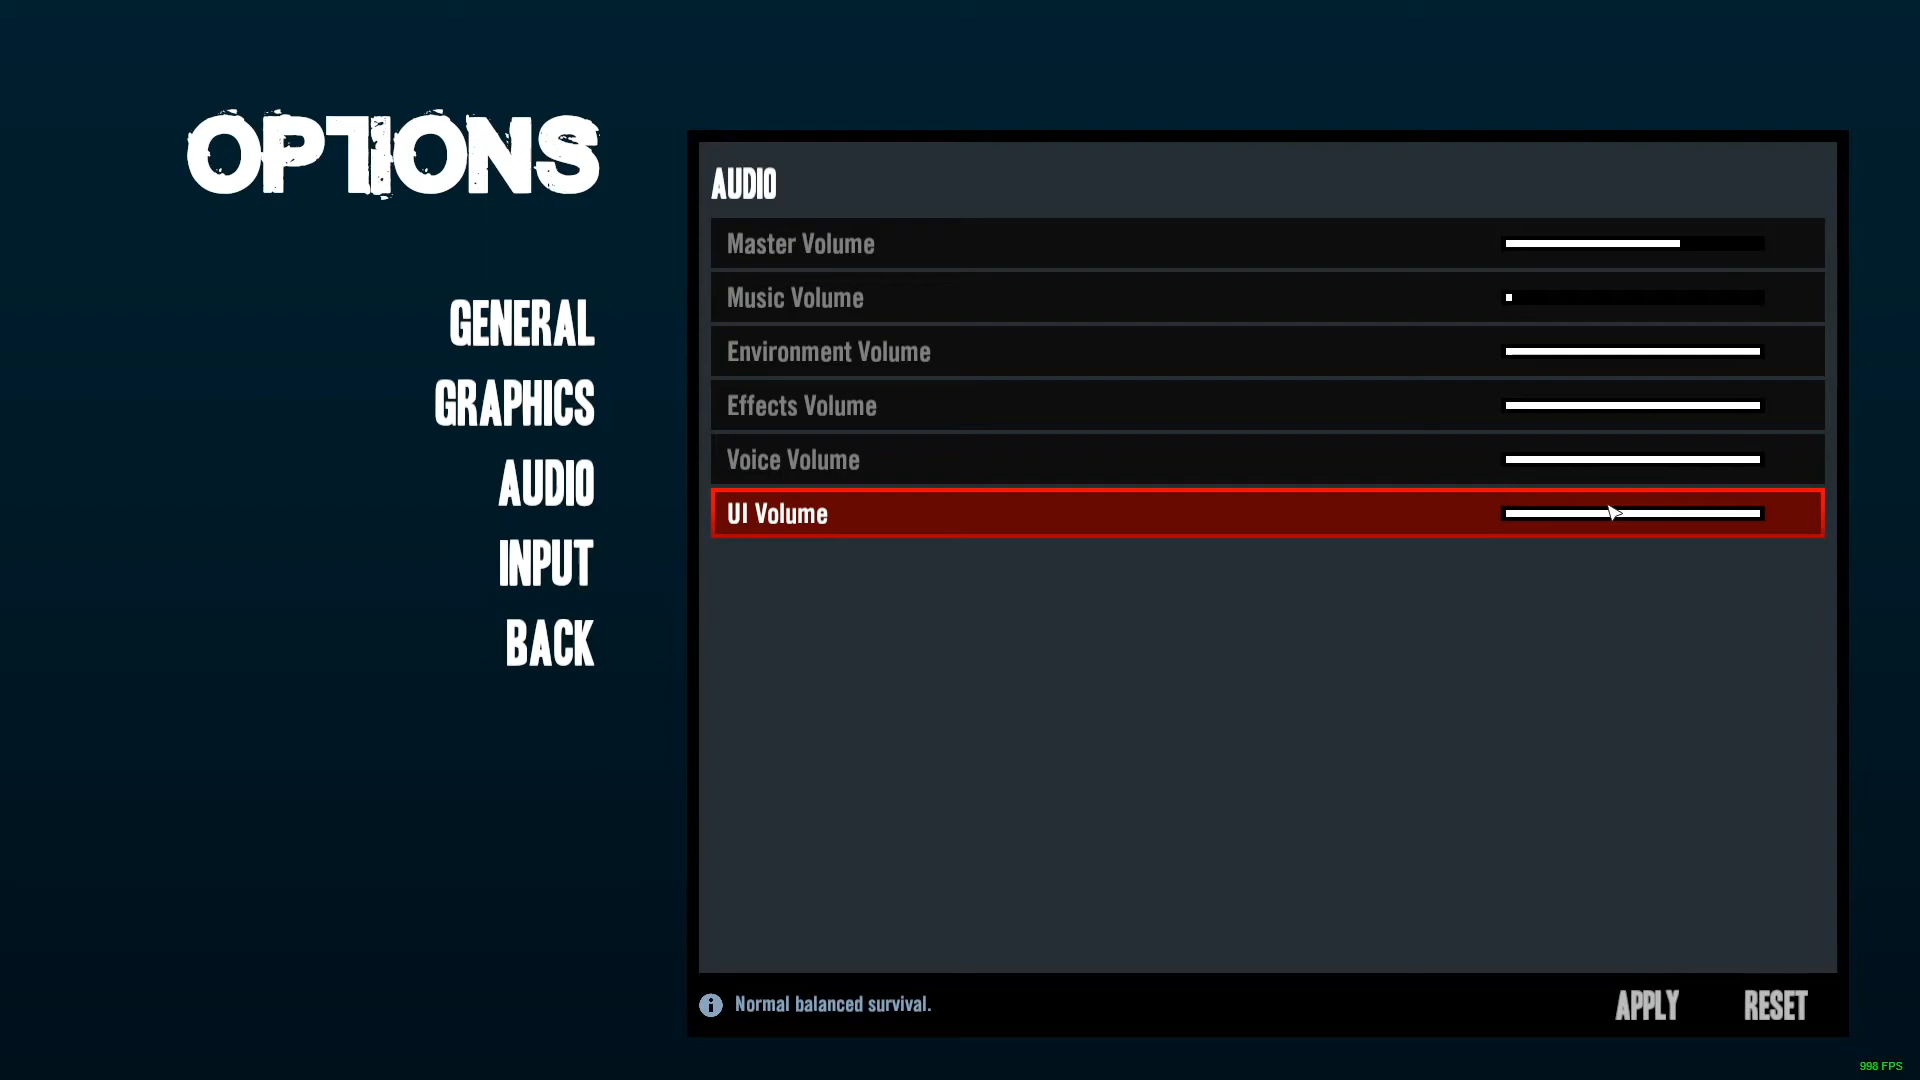 OPTIONS
GENERAL
GRAPHICS
AUDIO
INPUT
BACK
AUDIO
Master Volume
Music Volume
Environment Volume
Effects Volume
Voice Volume
UI Volume
Normal balanced survival.
APPLY RESET
998 FPS